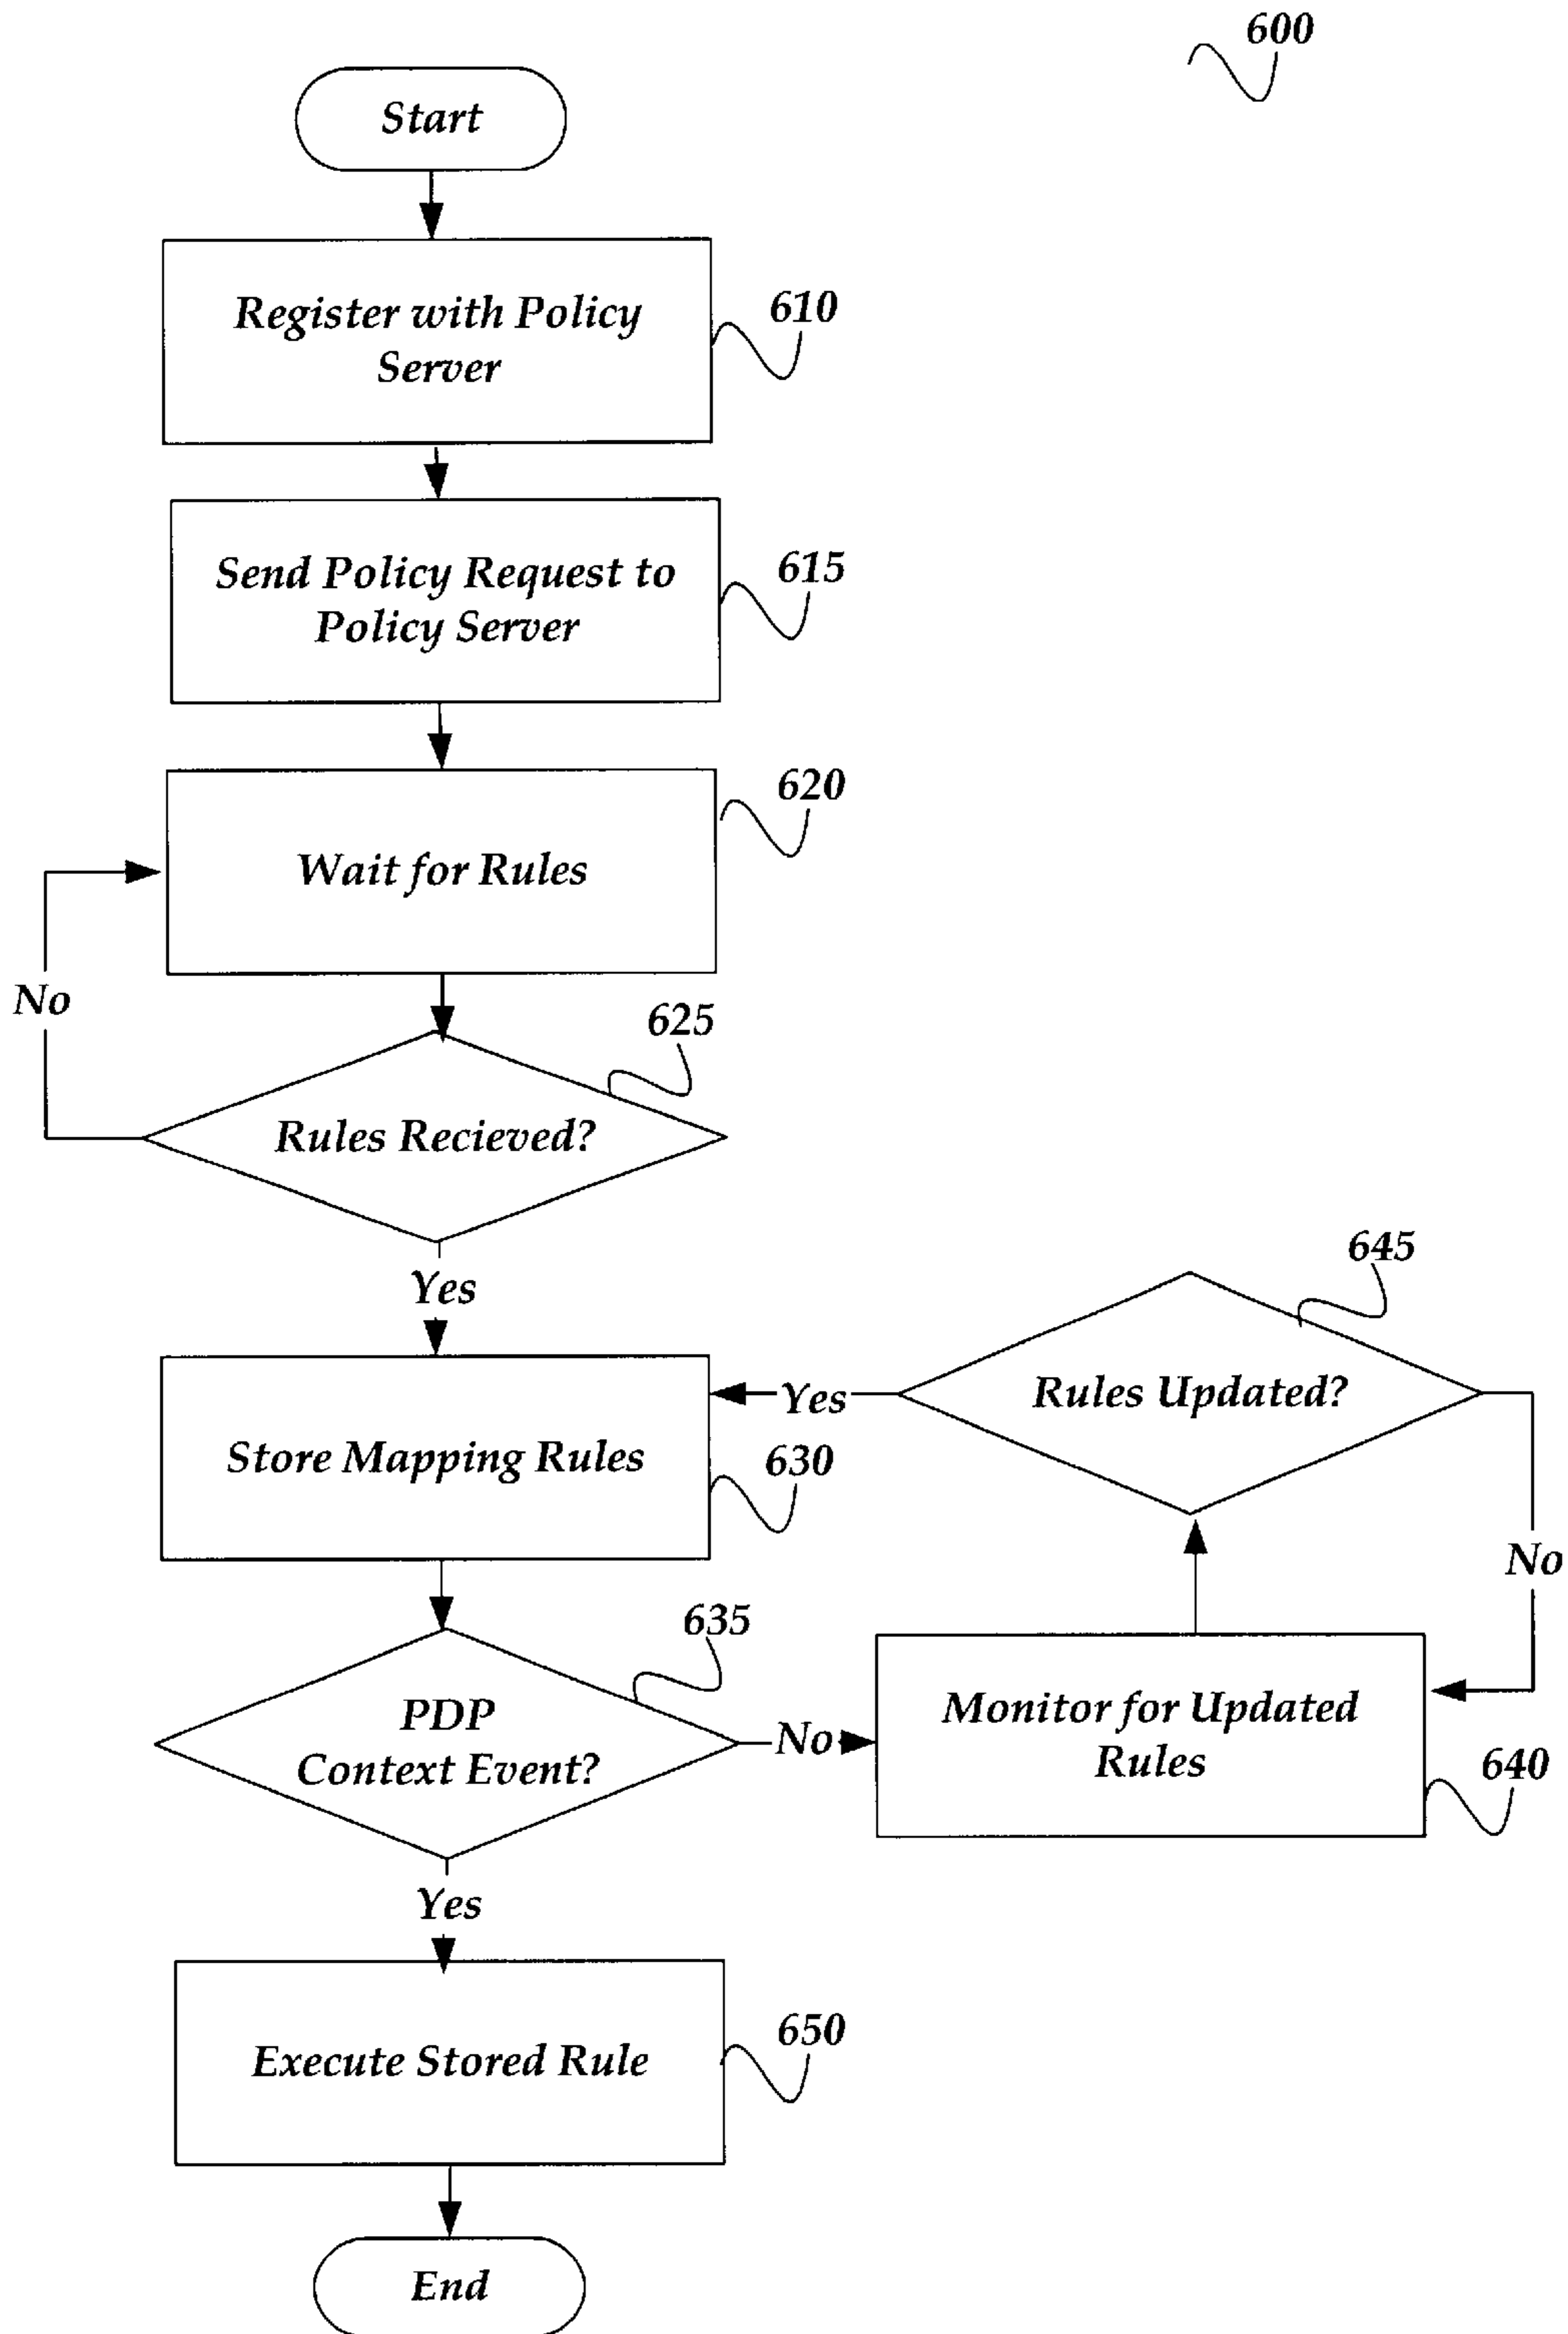 600
Start
Register with Policy
Server
610
Send Policy Request to
Policy Server
615
620
Wait for Rules
No
625
Rules Recieved?
Yes
645
Rules Updated?
Yes
Store Mapping Rules
630
No
635
PDP
Context Event?
No
Monitor for Updated
Rules
640
Yes
Execute Stored Rule
650
End